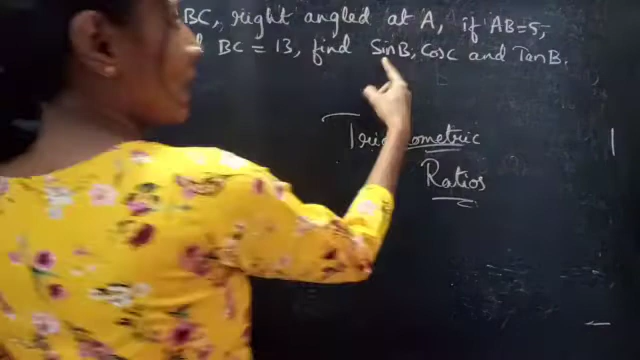 BC, right angled at A, if AB=5,
BC = 13, find SinB, CosC and TanB.
Trigonometric
Ratios